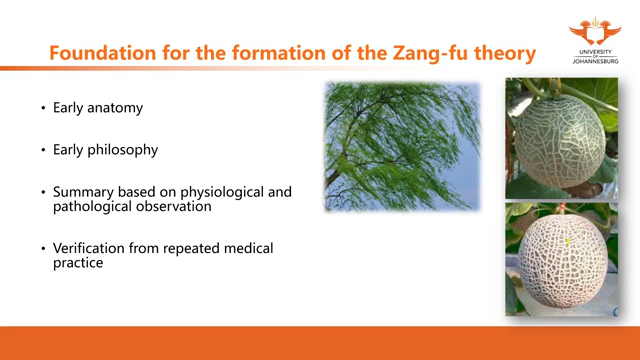 Foundation for the formation of the Zang-fu theory
UNIVERSITY
OF
JOHANNESBURG
• Early anatomy
• Early philosophy
• Summary based on physiological and
pathological observation
• Verification from repeated medical
practice